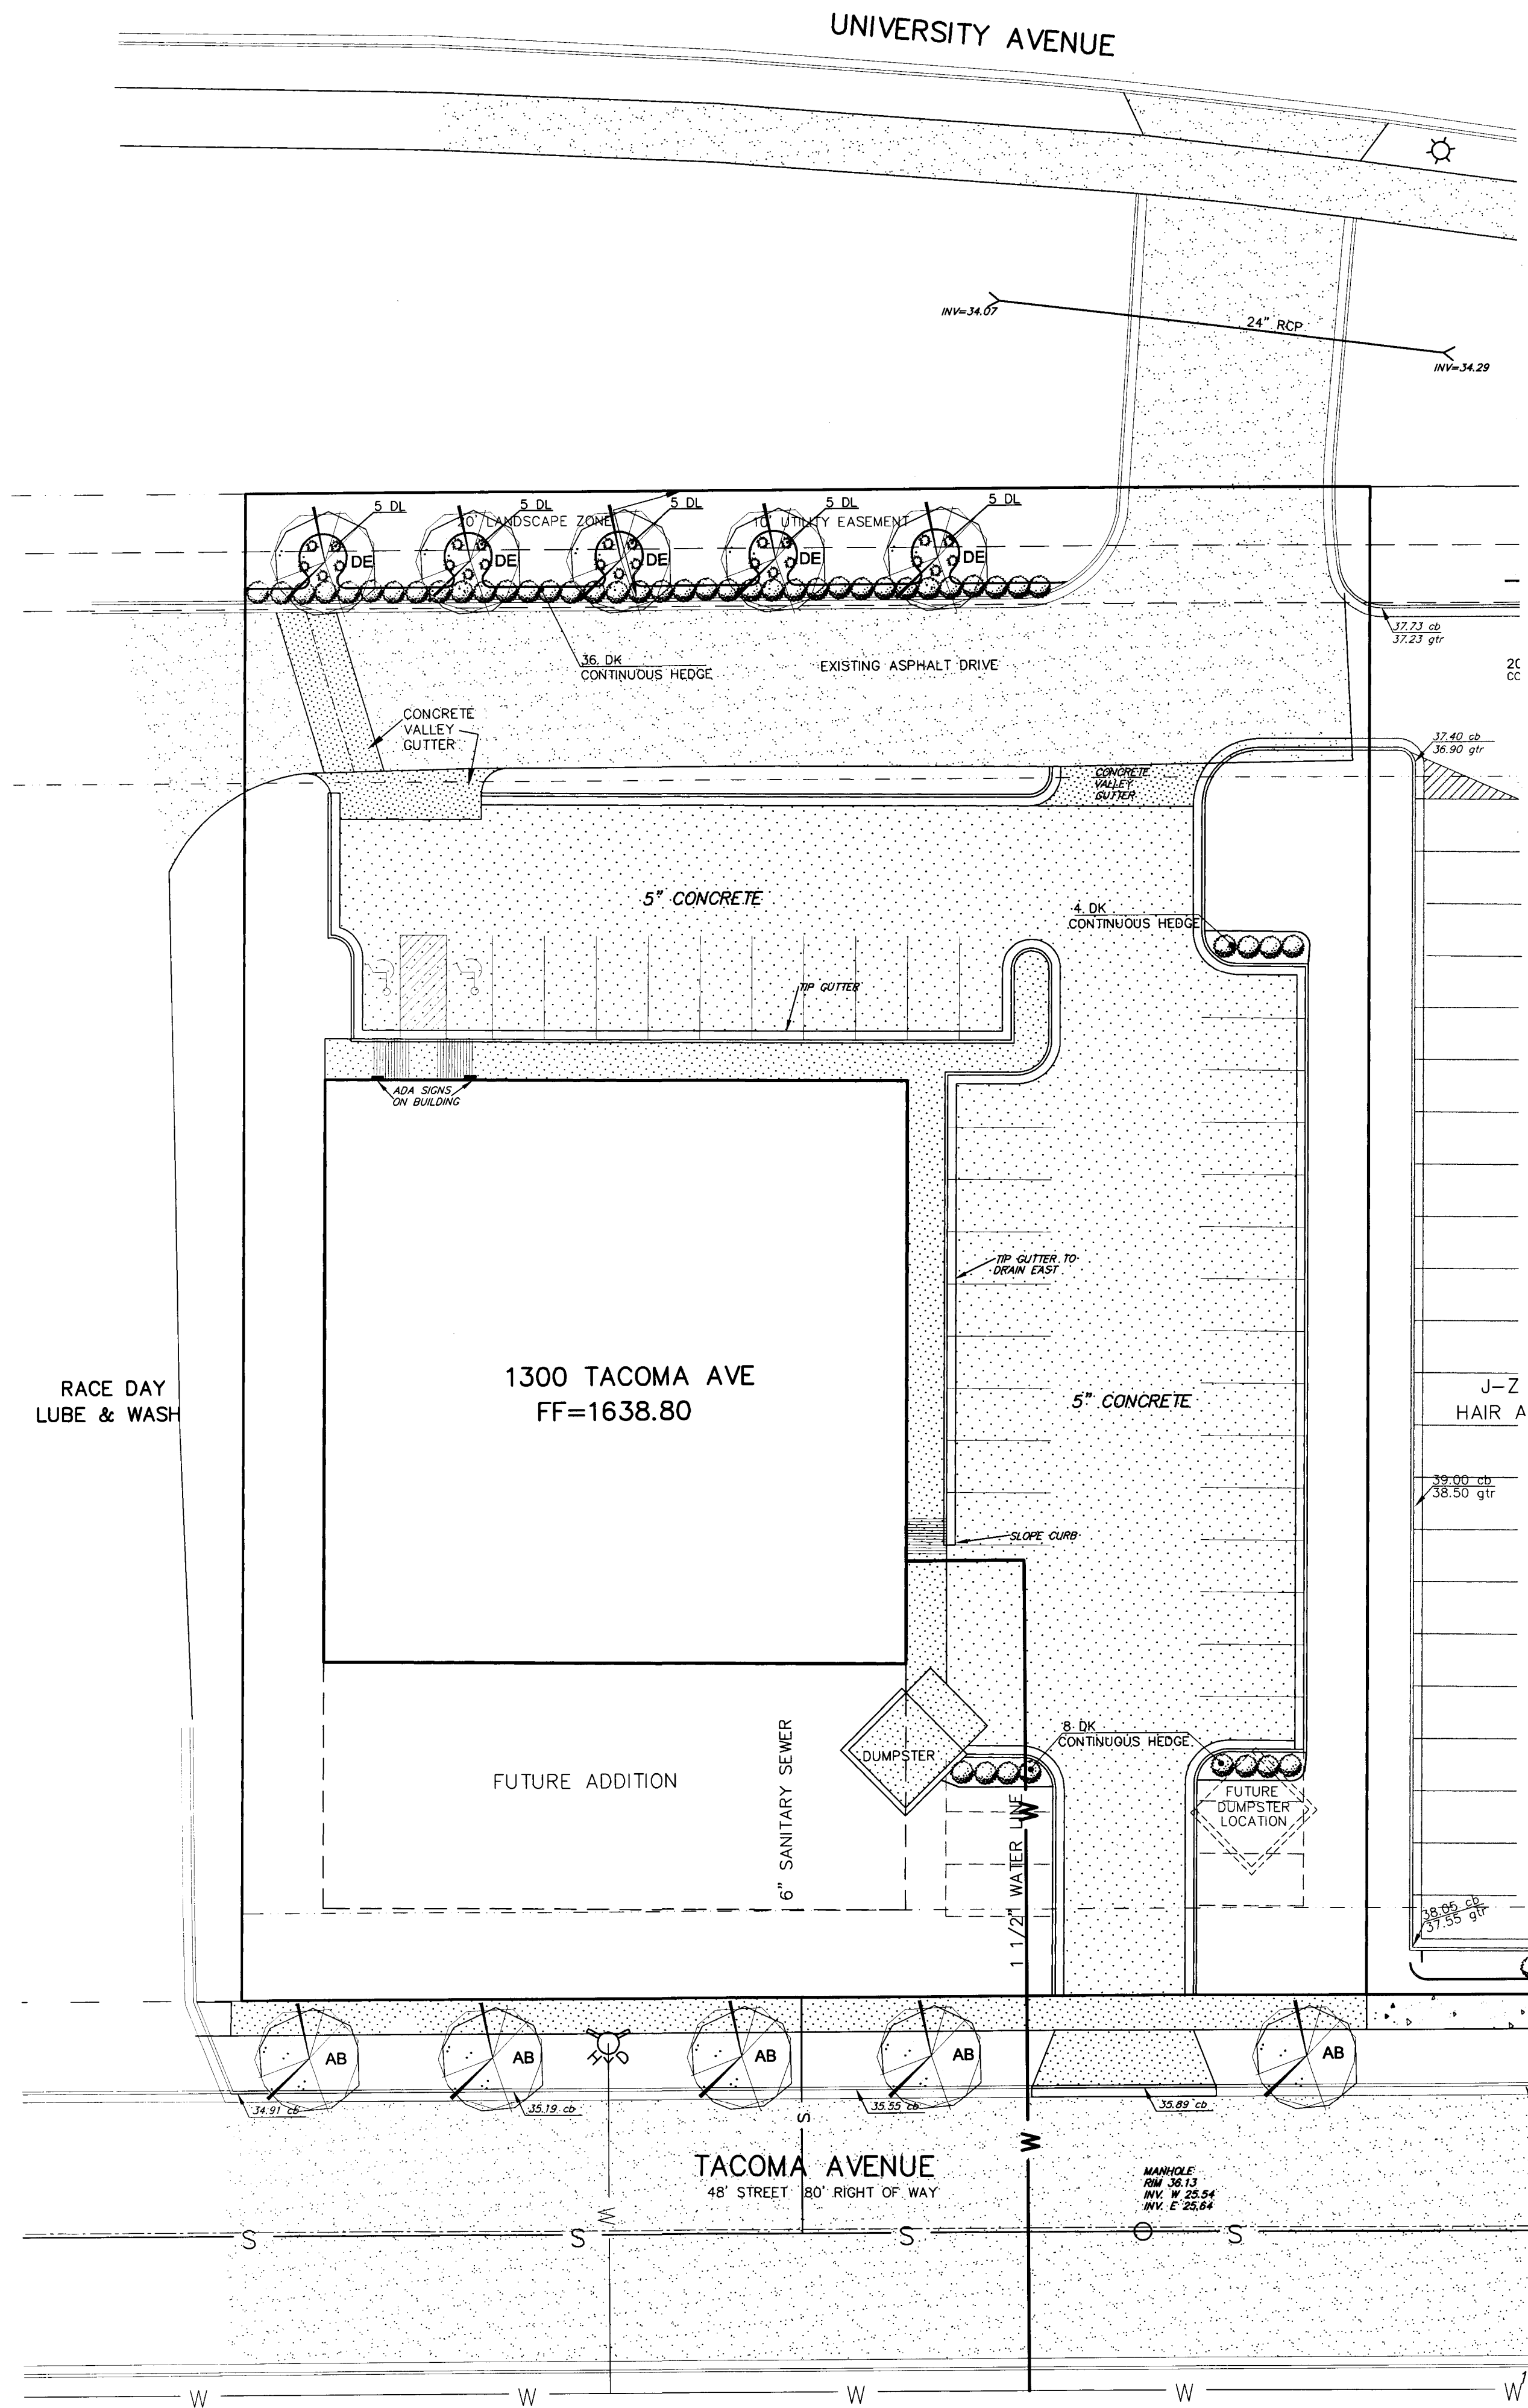 UNIVERSITY AVENUE
INV=34.07
24" RCP
INV=34.29
5 DL
5 DL
5 DL
5 DL
5 DL
20' LANDSCAPE ZONE
10' UTILITY EASEMENT
DE
DE
DE
DE
DE
37.73 cb
37.23 gtr
36 DK
CONTINUOUS HEDGE
EXISTING ASPHALT DRIVE
CONCRETE
VALLEY
GUTTER
37.40 cb
36.90 gtr
CONCRETE
VALLEY
GUTTER
5" CONCRETE
4 DK
CONTINUOUS HEDGE
TIP GUTTER
ADA SIGNS
ON BUILDING
TIP GUTTER TO
DRAIN EAST
1300 TACOMA AVE
FF=1638.80
RACE DAY
LUBE & WASH
5" CONCRETE
J-Z
HAIR A
39.00 cb
38.50 gtr
SLOPE CURB
8 DK
CONTINUOUS HEDGE
DUMPSTER
FUTURE ADDITION
6" SANITARY SEWER
1 1/2" WATER LINE
W
FUTURE
DUMPSTER
LOCATION
38.05 cb
37.55 gtr
AB
AB
AB
AB
AB
HYD
34.91 cb
35.19 cb
35.55 cb
35.89 cb
S
W
TACOMA AVENUE
48' STREET 80' RIGHT OF WAY
MANHOLE
RIM 36.13
INV. W 25.54
INV. E 25.64
W
S S S S
W W W W W